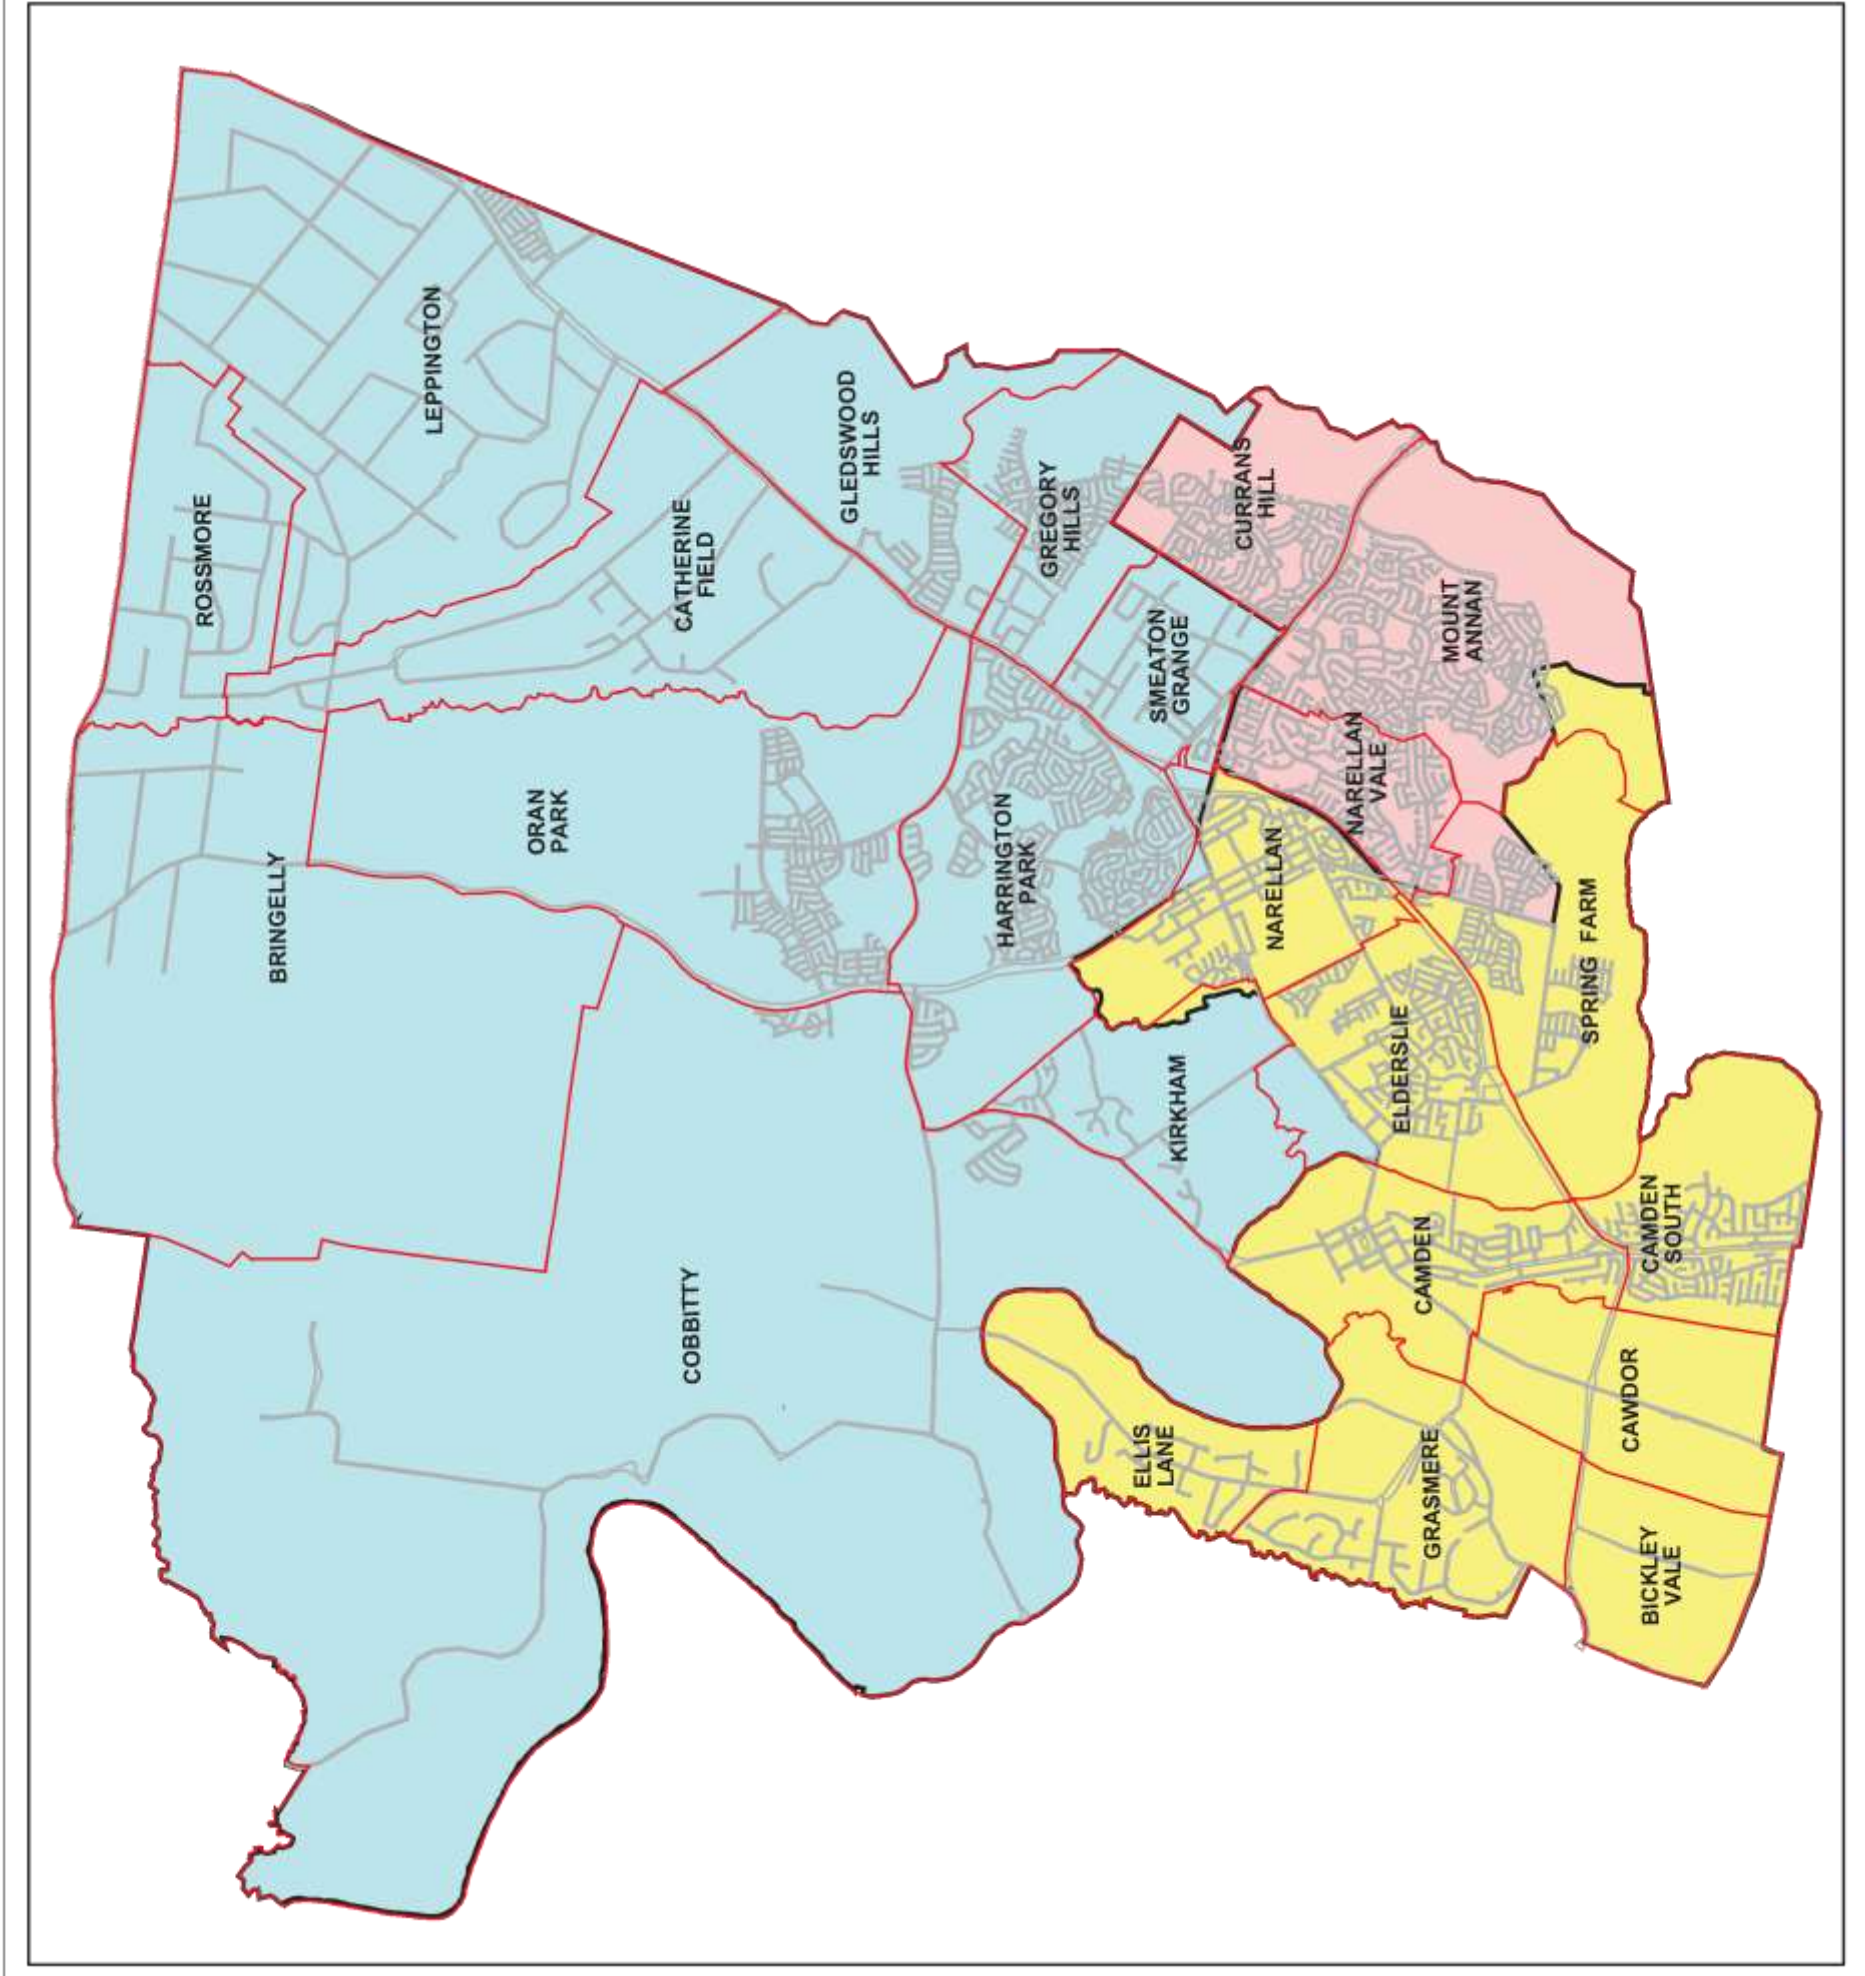 LEPPINGTON
ROSSMORE
GLEDSWOOD
HILLS
CATHERINE
FIELD
GREGORY
HILLS
CURRANS
HILL
SMEATON
GRANGE
MOUNT
ANNAN
NARELLAN
VALE
ORAN
PARK
BRINGELLY
HARRINGTON
PARK
NARELLAN
SPRING FARM
ELDERSLIE
KIRKHAM
CAMDEN
SOUTH
CAMDEN
COBBITTY
CAWDOR
ELLIS
LANE
GRASMERE
BICKLEY
VALE